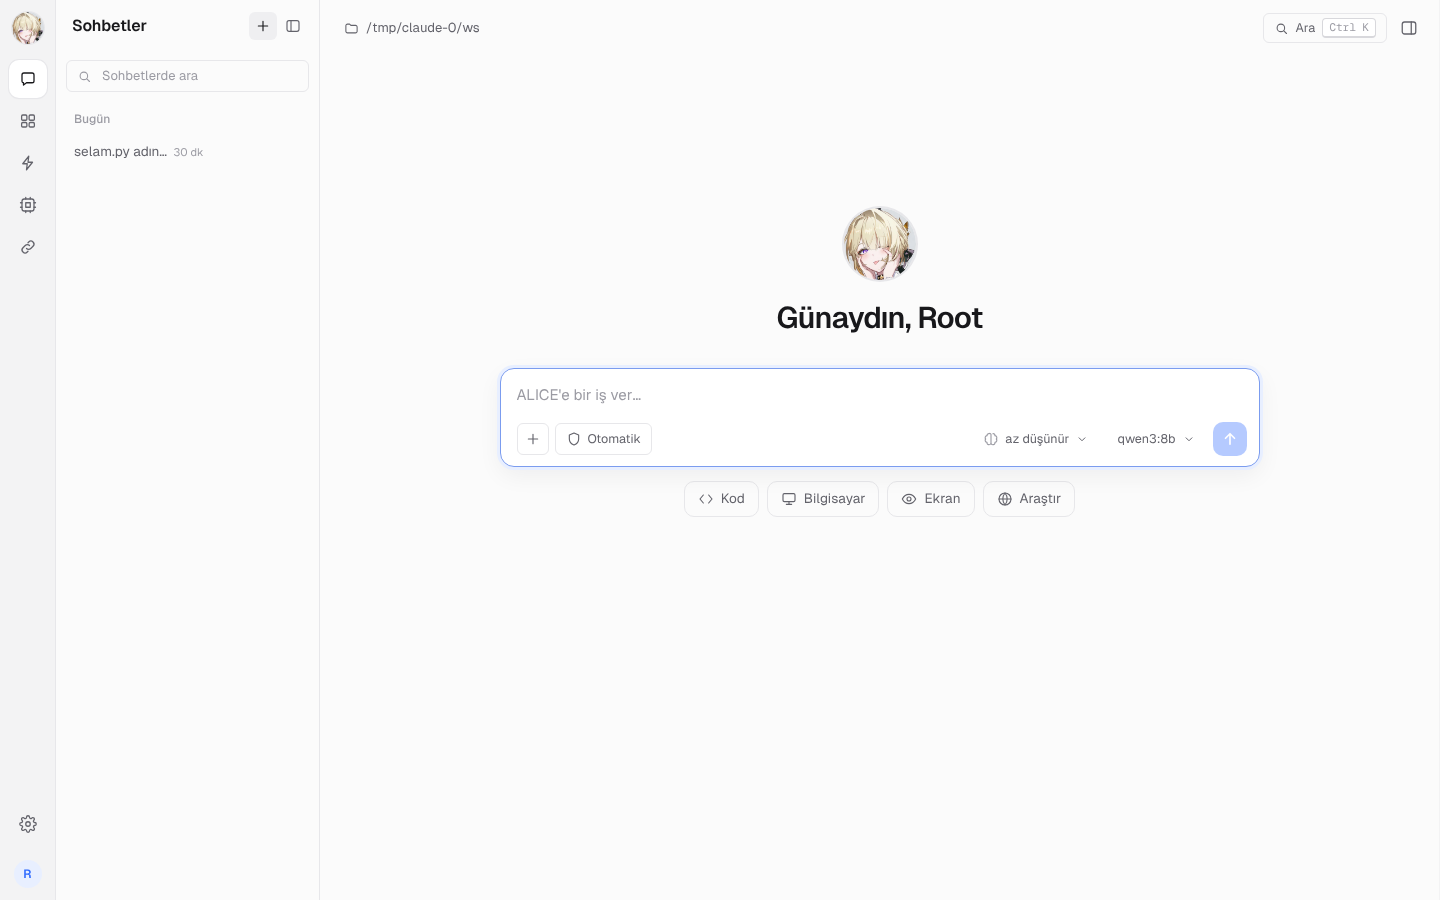 Sohbetler
Sohbetlerde ara
Bugün
selam.py adın... 30 dk
R
/tmp/claude-0/ws
Ara Ctrl K
Günaydın, Root
ALICE'e bir iş ver...
Otomatik
az düşünür
qwen3:8b
Kod
Bilgisayar
Ekran
Araştır